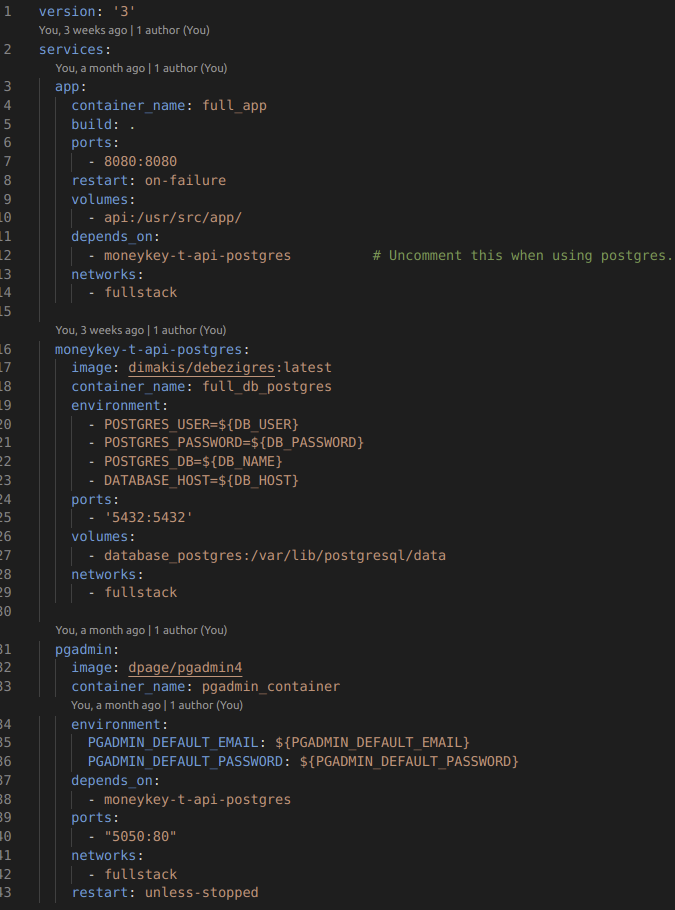 1 version: '3'
You, 3 weeks ago | 1 author (You)
2 services:
You, a month ago | 1 author (You)
3 app:
4 container_name: full_app
5 build: .
6 ports:
7 - 8080:8080
8 restart: on-failure
9 volumes:
10 - api:/usr/src/app/
11 depends_on:
12 - moneykey-t-api-postgres # Uncomment this when using postgres.
13 networks:
14 - fullstack
15
You, 3 weeks ago | 1 author (You)
16 moneykey-t-api-postgres:
17 image: dimakis/debezigres:latest
18 container_name: full_db_postgres
19 environment:
20 - POSTGRES_USER=${DB_USER}
21 - POSTGRES_PASSWORD=${DB_PASSWORD}
22 - POSTGRES_DB=${DB_NAME}
23 - DATABASE_HOST=${DB_HOST}
24 ports:
25 - '5432:5432'
26 volumes:
27 - database_postgres:/var/lib/postgresql/data
28 networks:
29 - fullstack
30
You, a month ago | 1 author (You)
31 pgadmin:
32 image: dpage/pgadmin4
33 container_name: pgadmin_container
You, a month ago | 1 author (You)
34 environment:
35 PGADMIN_DEFAULT_EMAIL: ${PGADMIN_DEFAULT_EMAIL}
36 PGADMIN_DEFAULT_PASSWORD: ${PGADMIN_DEFAULT_PASSWORD}
37 depends_on:
38 - moneykey-t-api-postgres
39 ports:
40 - "5050:80"
41 networks:
42 - fullstack
43 restart: unless-stopped